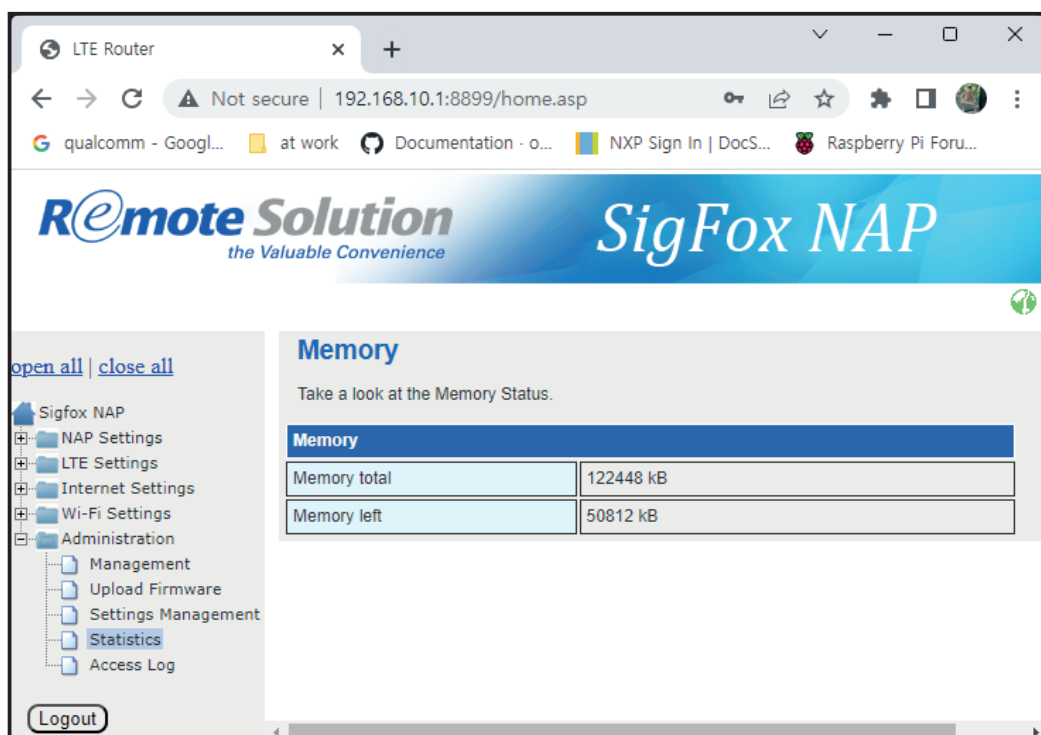 LTE Router
Not secure | 192.168.10.1:8899/home.asp
qualcomm - Googl... at work Documentation - o... NXP Sign In | DocS... Raspberry Pi Foru...
Remote Solution
the Valuable Convenience
SigFox NAP
open all | close all
Sigfox NAP
NAP Settings
LTE Settings
Internet Settings
Wi-Fi Settings
Administration
Management
Upload Firmware
Settings Management
Statistics
Access Log
Logout
Memory
Take a look at the Memory Status.
Memory
Memory total 122448 kB
Memory left 50812 kB